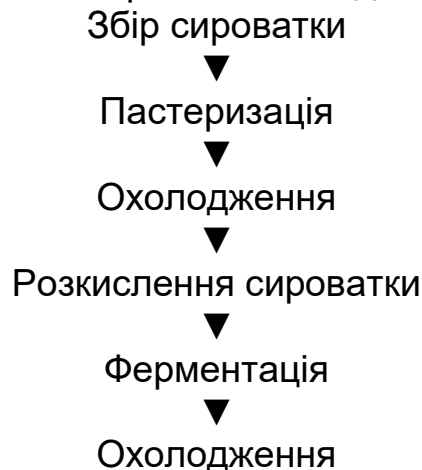 Збір сироватки
▼
Пастеризація
▼
Охолодження
▼
Розкислення сироватки
▼
Ферментація
▼
Охолодження